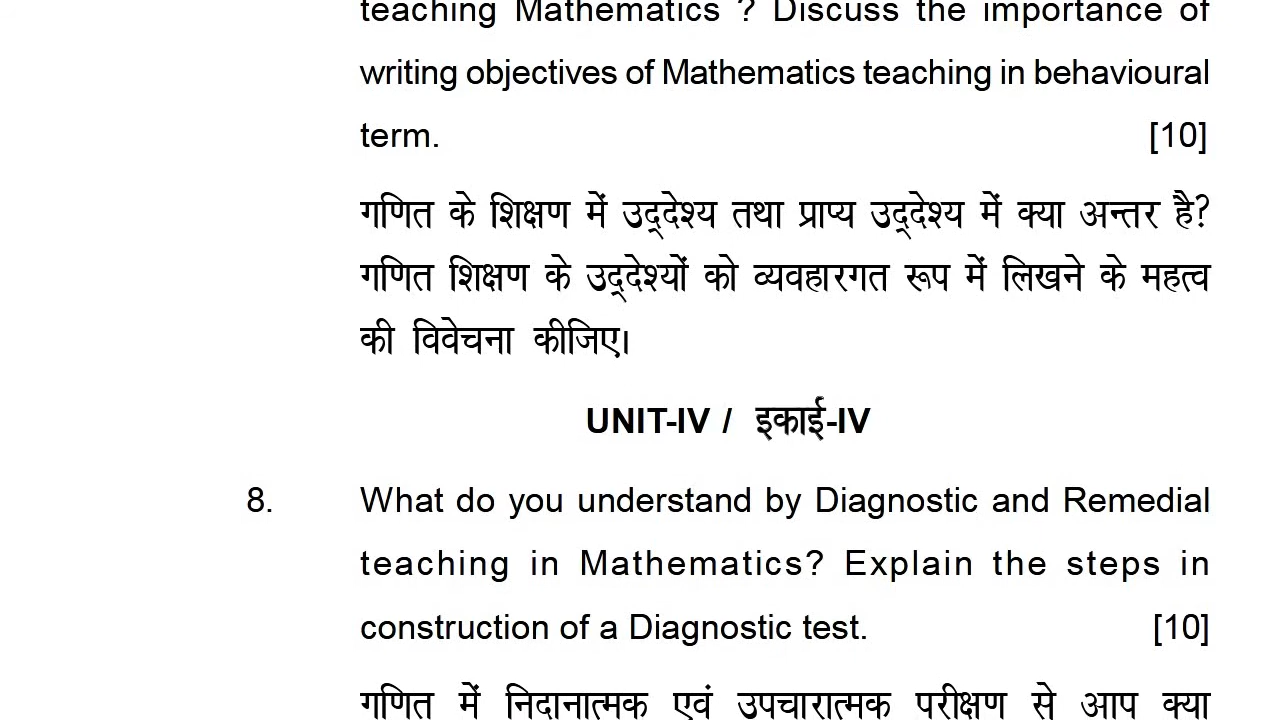 teaching Mathematics ? Discuss the importance of
writing objectives of Mathematics teaching in behavioural
term. [10]
गणित के शिक्षण में उद्देश्य तथा प्राप्य उद्देश्य में क्या अन्तर है?
गणित शिक्षण के उद्देश्यों को व्यवहारगत रूप में लिखने के महत्व
की विवेचना कीजिए।
UNIT-IV / इकाई-IV
8. What do you understand by Diagnostic and Remedial
teaching in Mathematics? Explain the steps in
construction of a Diagnostic test. [10]
गणित में निदानात्मक एवं उपचारात्मक परीक्षण से आप क्या